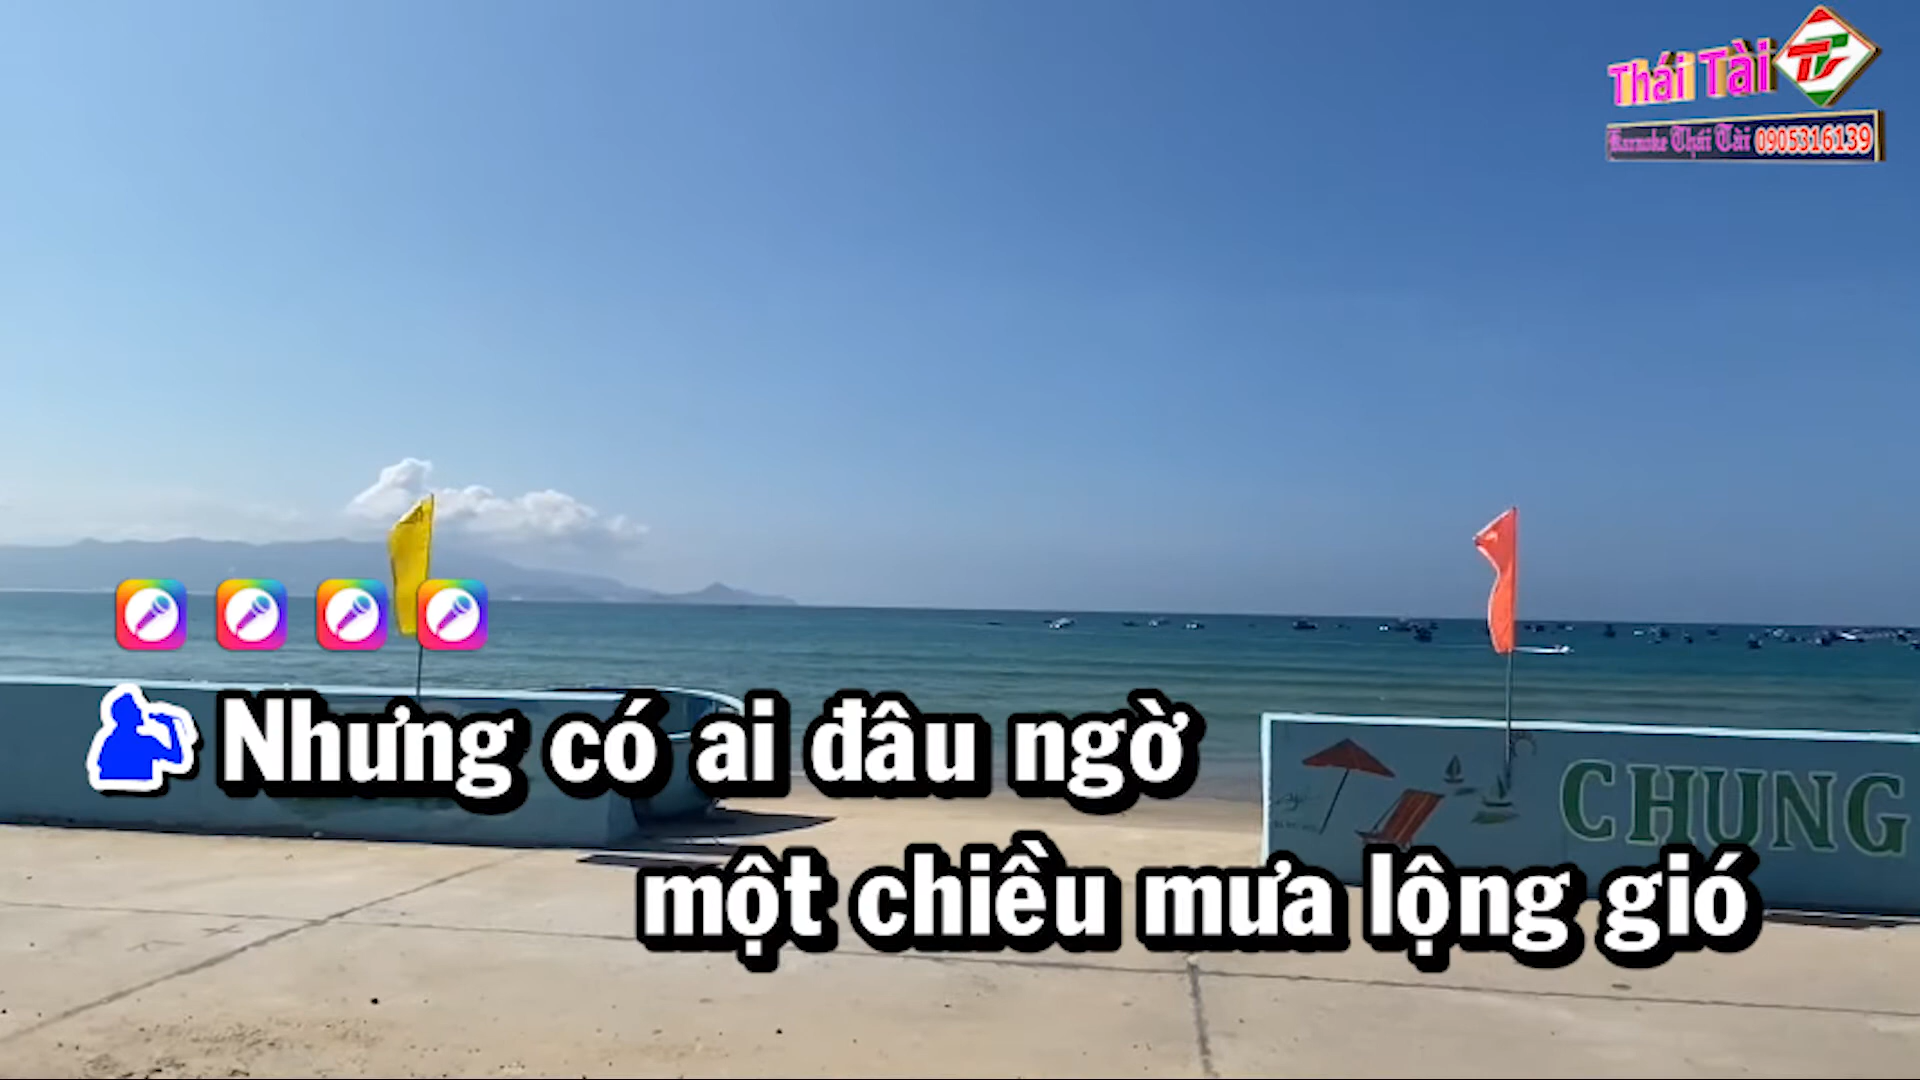 Thái Tài
Karaoke Thái Tài 0905316139
Nhưng có ai đâu ngờ
CHUNG
một chiều mưa lộng gió